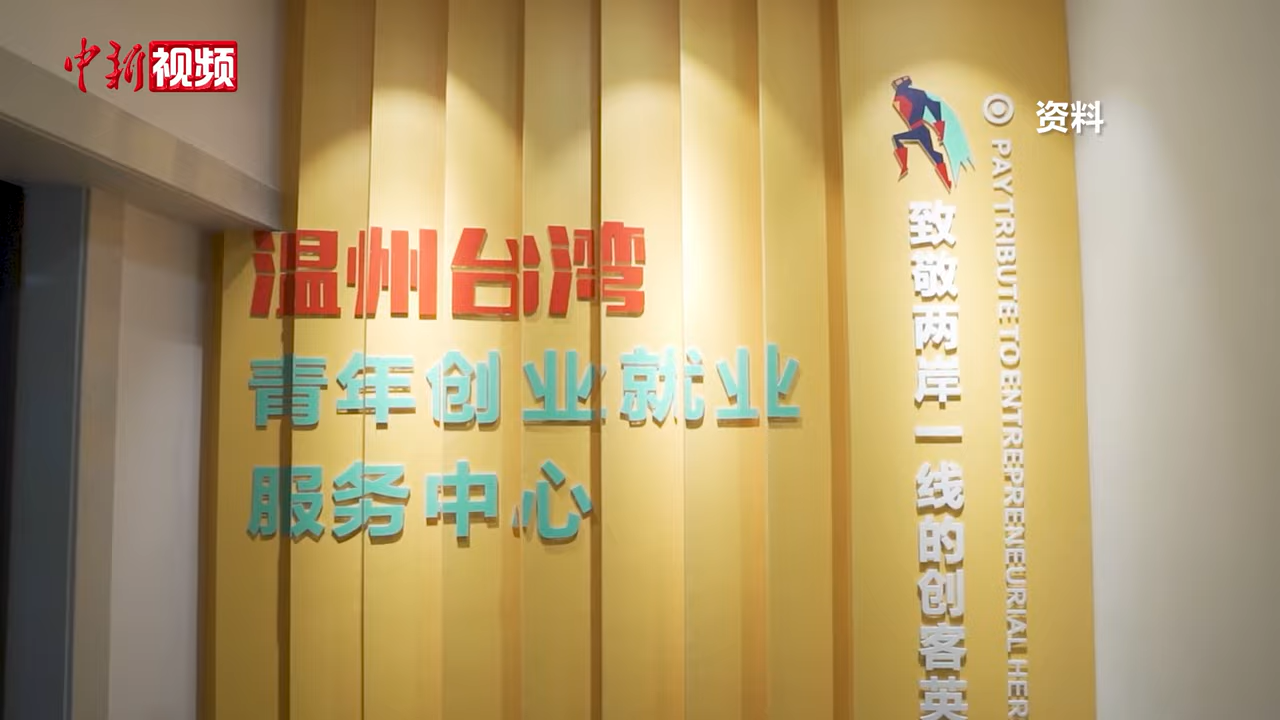 中新视频
资料
温州台湾
青年创业就业
服务中心
致敬两岸一线的创客英
PAY TRIBUTE TO ENTREPRENEURIAL HER